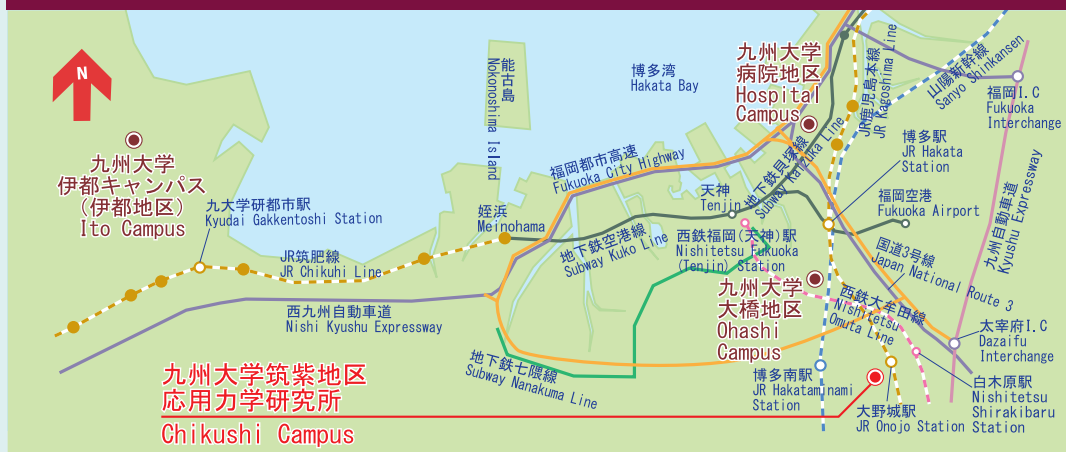 N
九州大学
伊都キャンパス
(伊都地区)
Ito Campus
九大学研都市駅
Kyudai Gakkentoshi Station
JR筑肥線
JR Chikuhi Line
西九州自動車道
Nishi Kyushu Expressway
能古島
Nokonoshima Island
博多湾
Hakata Bay
姪浜
Meinohama
福岡都市高速
Fukuoka City Highway
地下鉄空港線
Subway Kuko Line
地下鉄七隈線
Subway Nanakuma Line
天神
Tenjin
地下鉄貝塚線
Subway Kaizuka Line
西鉄福岡(天神)駅
Nishitetsu Fukuoka
(Tenjin) Station
九州大学
病院地区
Hospital
Campus
JR鹿児島本線
JR Kagoshima Line
山陽新幹線
Sanyo Shinkansen
福岡I.C
Fukuoka
Interchange
博多駅
JR Hakata
Station
福岡空港
Fukuoka Airport
九州自動車道
Kyushu Expressway
国道3号線
Japan National Route 3
九州大学
大橋地区
Ohashi
Campus
西鉄大牟田線
Nishitetsu
Omuta Line
太宰府I.C
Dazaifu
Interchange
博多南駅
JR Hakataminami
Station
大野城駅
JR Onojo Station
白木原駅
Nishitetsu
Shirakibaru
Station
九州大学筑紫地区
応用力学研究所
Chikushi Campus